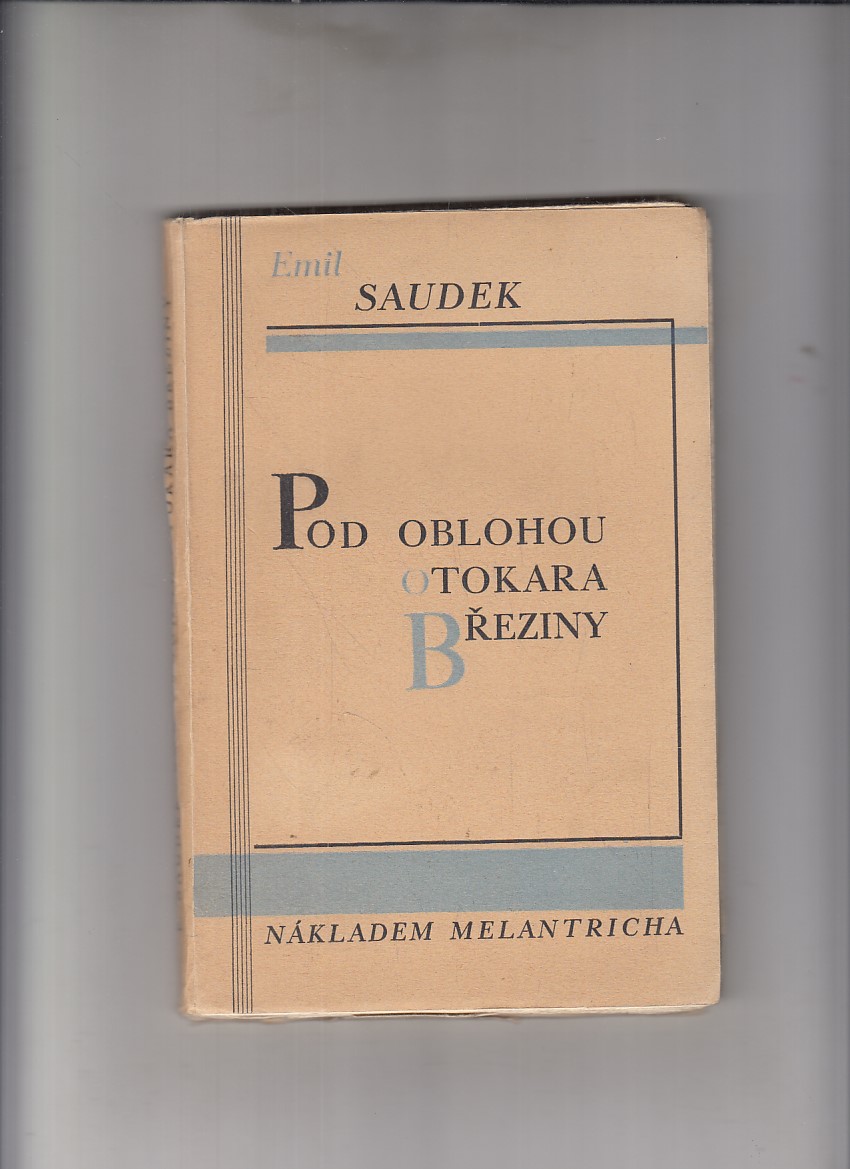 Emil
SAUDEK
POD OBLOHOU
OTOKARA
BŘEZINY
NÁKLADEM MELANTRICHA